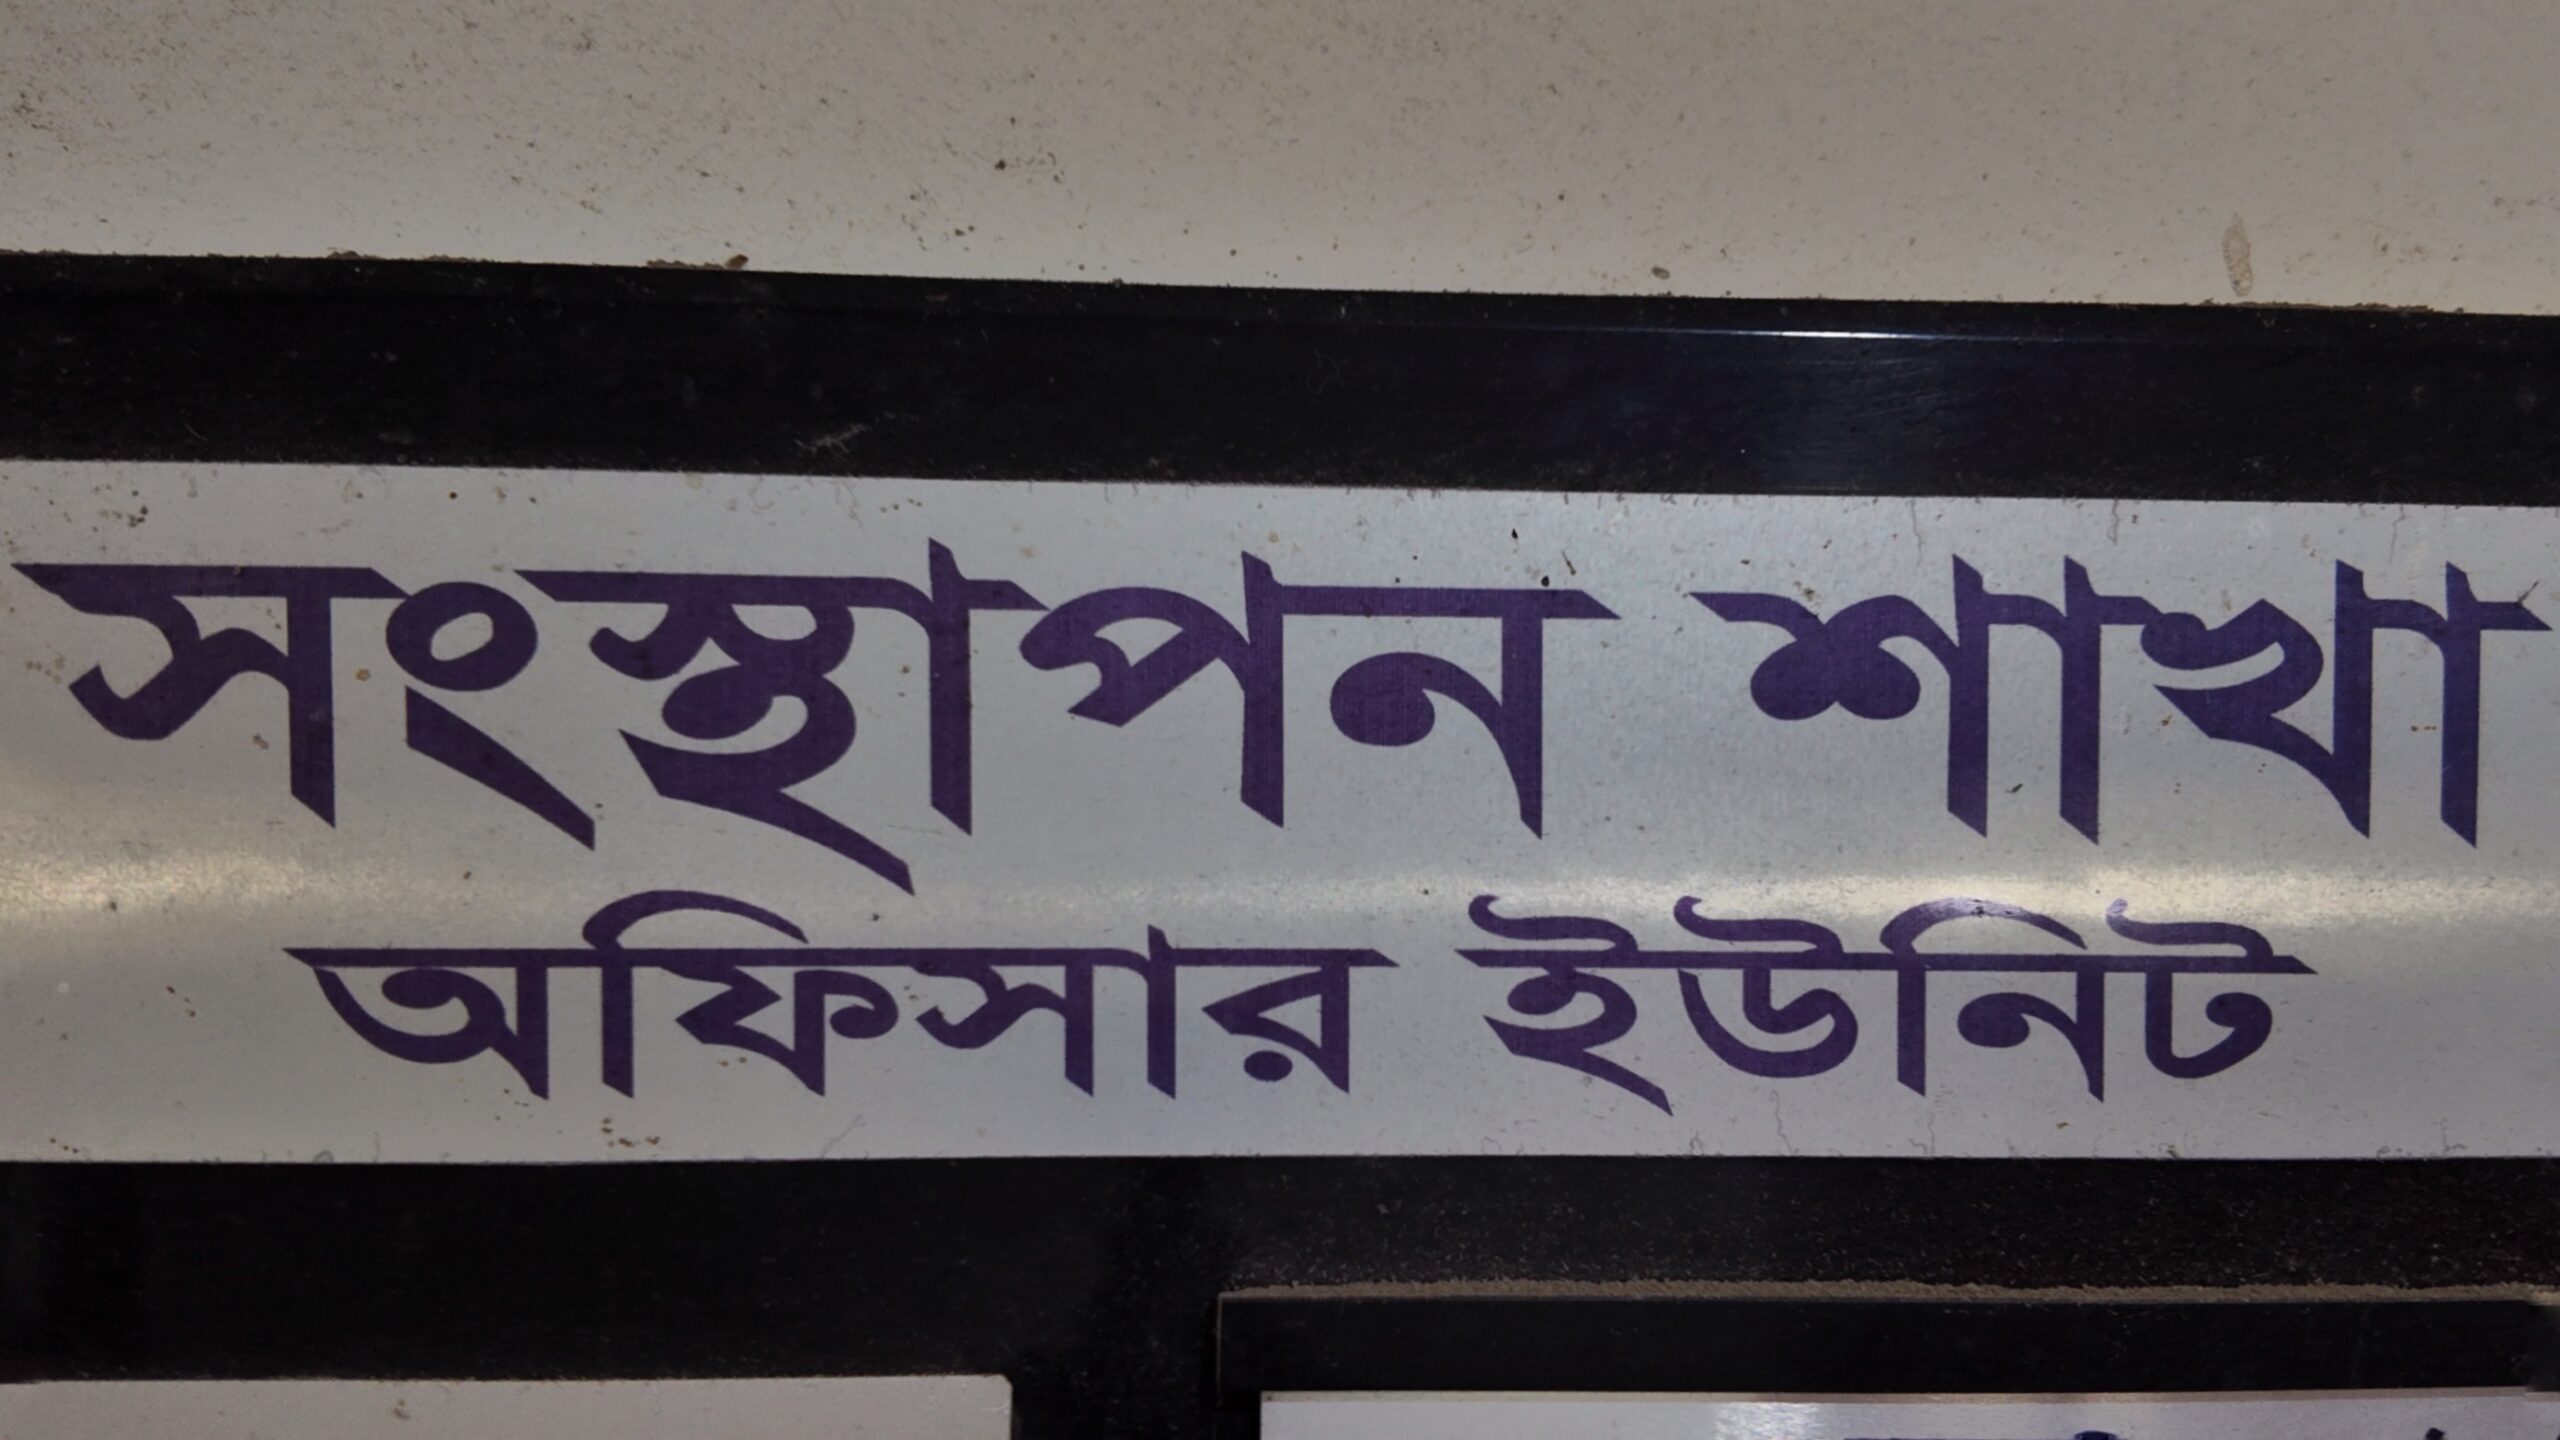 সংস্থাপন শাখা
অফিসার ইউনিট